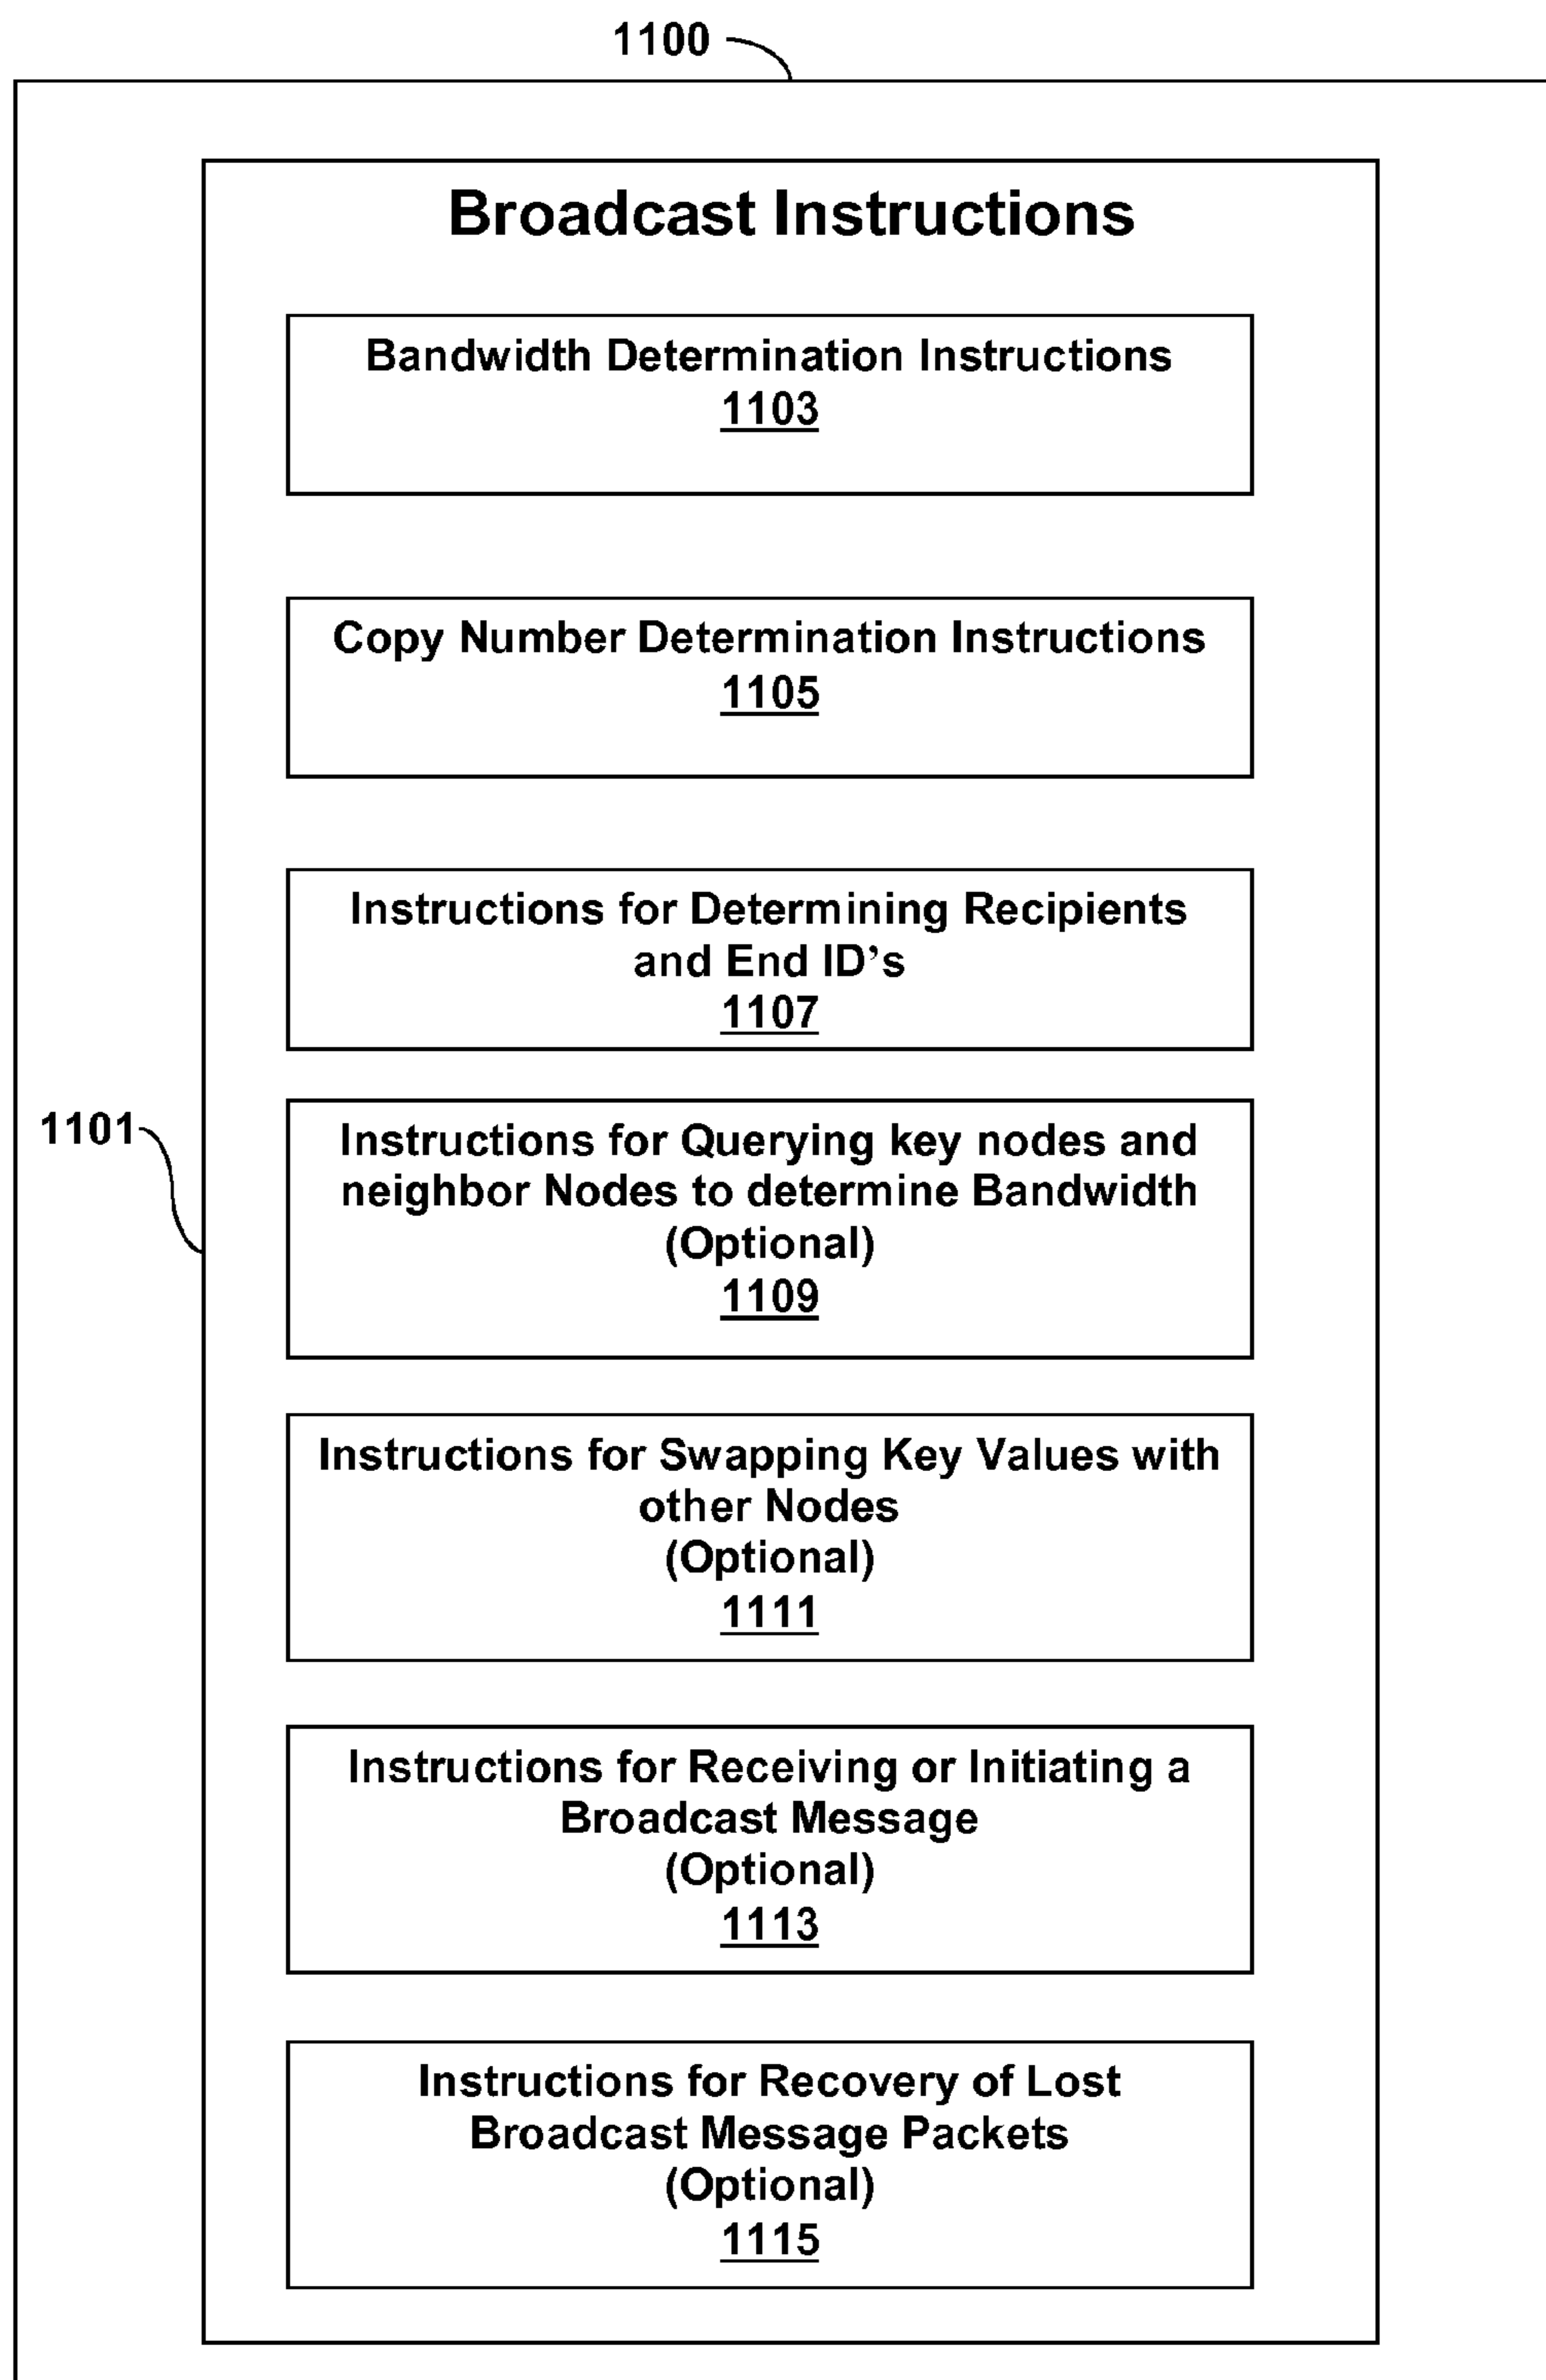 1100
Broadcast Instructions
Bandwidth Determination Instructions
1103
Copy Number Determination Instructions
1105
Instructions for Determining Recipients
and End ID’s
1107
1101
Instructions for Querying key nodes and
neighbor Nodes to determine Bandwidth
(Optional)
1109
Instructions for Swapping Key Values with
other Nodes
(Optional)
1111
Instructions for Receiving or Initiating a
Broadcast Message
(Optional)
1113
Instructions for Recovery of Lost
Broadcast Message Packets
(Optional)
1115